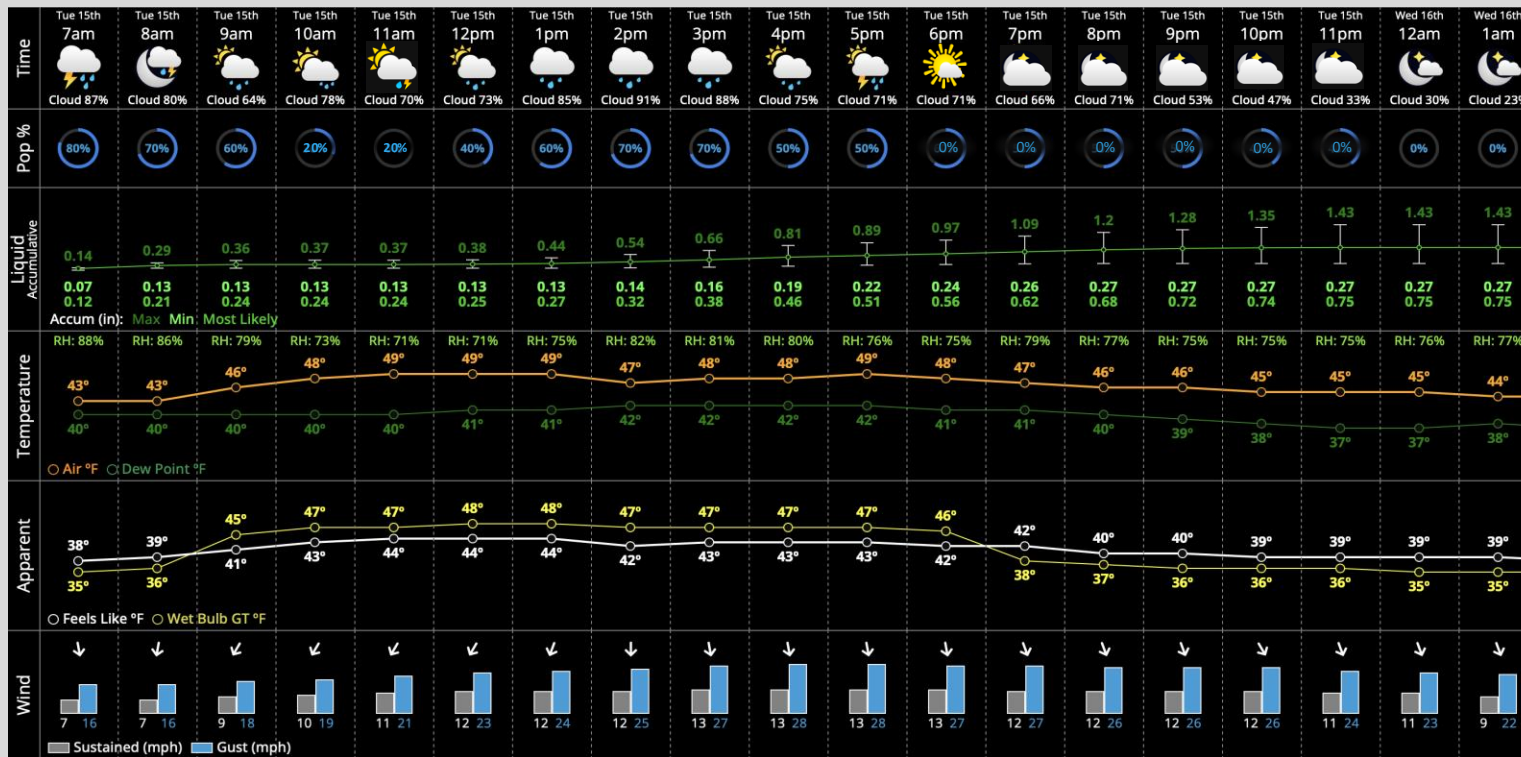 Time
Tue 15th Tue 15th Tue 15th Tue 15th Tue 15th Tue 15th Tue 15th Tue 15th Tue 15th Tue 15th Tue 15th Tue 15th Tue 15th Tue 15th Tue 15th Tue 15th Tue 15th Wed 16th Wed 16th
7am 8am 9am 10am 11am 12pm 1pm 2pm 3pm 4pm 5pm 6pm 7pm 8pm 9pm 10pm 11pm 12am 1am
Cloud 87% Cloud 80% Cloud 64% Cloud 78% Cloud 70% Cloud 73% Cloud 85% Cloud 91% Cloud 88% Cloud 75% Cloud 71% Cloud 71% Cloud 66% Cloud 71% Cloud 53% Cloud 47% Cloud 33% Cloud 30% Cloud 23%
Pop %
80% 70% 60% 20% 20% 40% 60% 70% 70% 50% 50% 0% 0% 0% 0% 0% 0% 0% 0%
Liquid
Accumulative
0.14 0.29 0.36 0.37 0.37 0.38 0.44 0.54 0.66 0.81 0.89 0.97 1.09 1.2 1.28 1.35 1.43 1.43 1.43
0.07 0.13 0.13 0.13 0.13 0.13 0.13 0.14 0.16 0.19 0.22 0.24 0.26 0.27 0.27 0.27 0.27 0.27 0.27
0.12 0.21 0.24 0.24 0.24 0.25 0.27 0.32 0.38 0.46 0.51 0.56 0.62 0.68 0.72 0.74 0.75 0.75 0.75
Accum (in): Max Min Most Likely
Temperature
RH: 88% RH: 86% RH: 79% RH: 73% RH: 71% RH: 71% RH: 75% RH: 82% RH: 81% RH: 80% RH: 76% RH: 75% RH: 79% RH: 77% RH: 75% RH: 75% RH: 75% RH: 76% RH: 77%
43° 43° 46° 48° 49° 49° 49° 47° 48° 48° 49° 48° 47° 46° 46° 45° 45° 45° 44°
40° 40° 40° 40° 40° 41° 41° 42° 42° 42° 42° 41° 41° 40° 39° 38° 37° 37° 38°
Air °F Dew Point °F
Apparent
38° 39° 45° 47° 47° 48° 48° 47° 47° 47° 47° 46° 42° 40° 40° 39° 39° 39° 39°
35° 36° 41° 43° 44° 44° 44° 42° 43° 43° 43° 42° 38° 37° 36° 36° 36° 35° 35°
Feels Like °F Wet Bulb GT °F
Wind
7 16 7 16 9 18 10 19 11 21 12 23 12 24 12 25 13 27 13 28 13 28 13 27 12 27 12 26 12 26 12 26 11 24 11 23 9 22
Sustained (mph) Gust (mph)